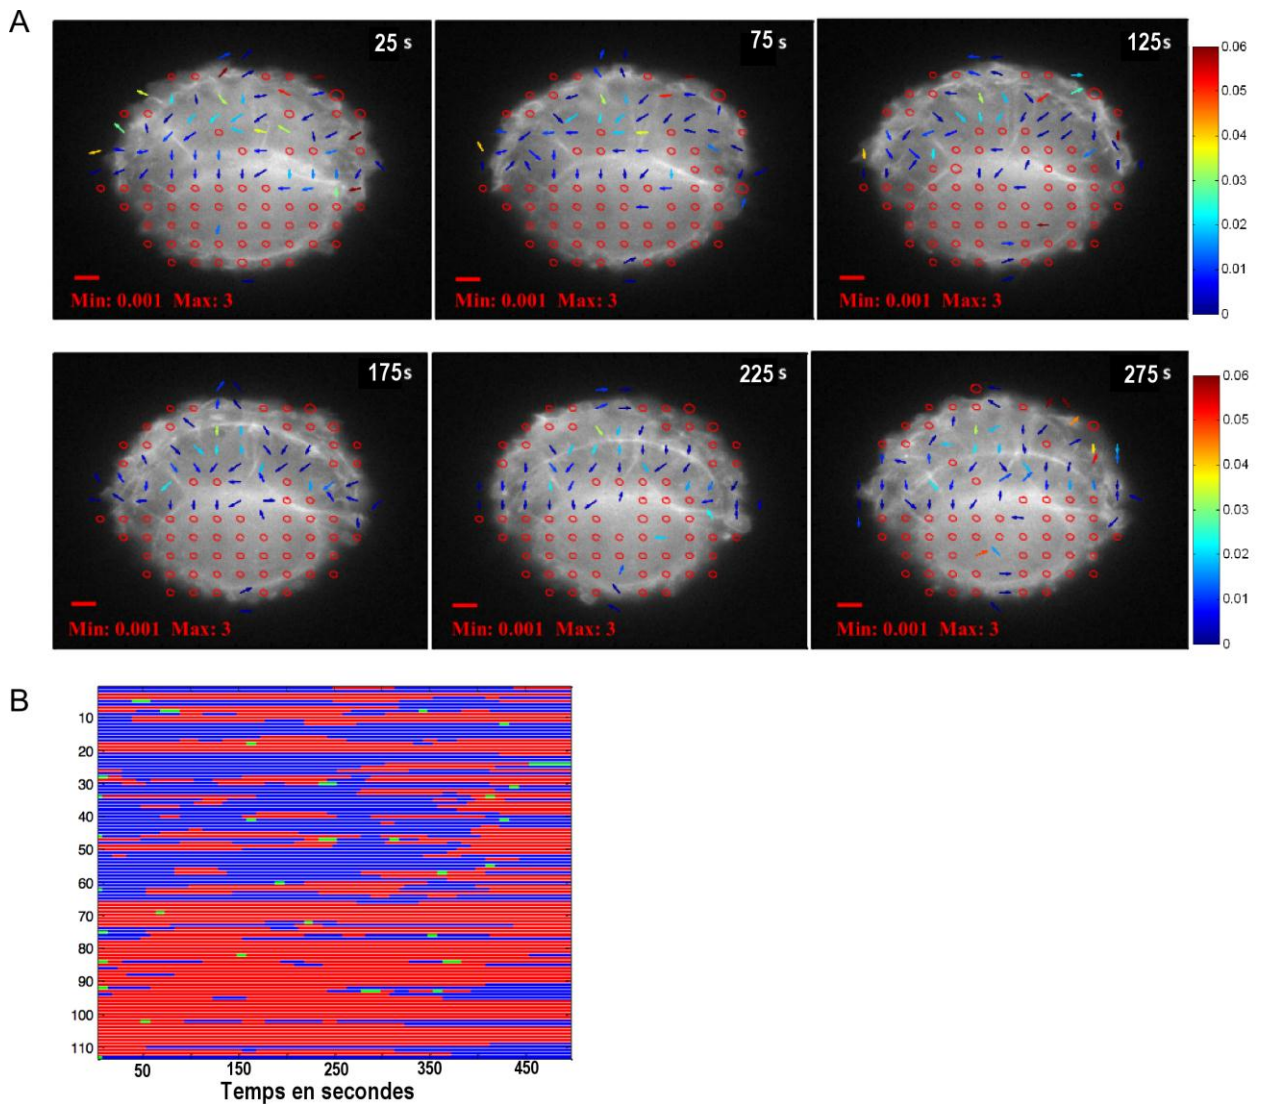 A
25 s
75 s
125 s
0.06
0.05
0.04
0.03
0.02
0.01
0
Min: 0.001 Max: 3
Min: 0.001 Max: 3
Min: 0.001 Max: 3
175s
225 s
275 s
0.06
0.05
0.04
0.03
0.02
0.01
0
Min: 0.001 Max: 3
Min: 0.001 Max: 3
Min: 0.001 Max: 3
B
10
20
30
40
50
60
70
80
90
100
110
50 150 250 350 450
Temps en secondes